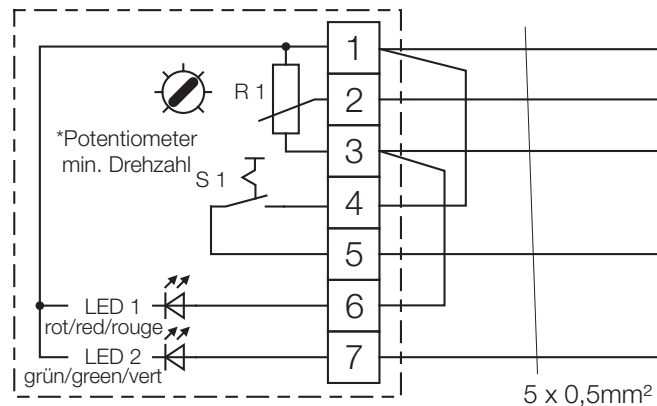 R 1
*Potentiometer
min. Drehzahl
S 1
LED 1
rot/red/rouge
LED 2
grün/green/vert
1
2
3
4
5
6
7
5 x 0,5mm²